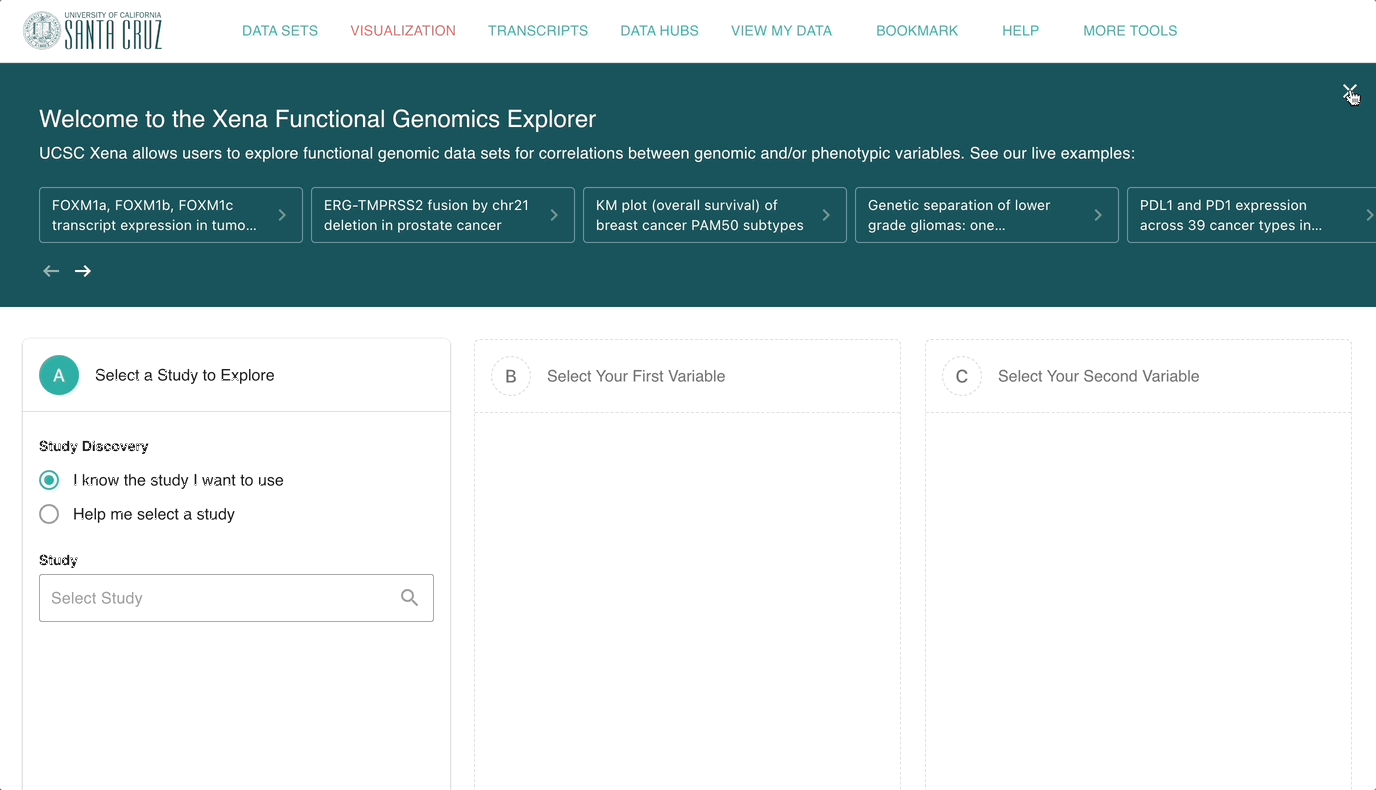 UNIVERSITY OF CALIFORNIA
SANTA CRUZ
DATA SETS
VISUALIZATION
TRANSCRIPTS
DATA HUBS
VIEW MY DATA
BOOKMARK
HELP
MORE TOOLS
Welcome to the Xena Functional Genomics Explorer
UCSC Xena allows users to explore functional genomic data sets for correlations between genomic and/or phenotypic variables. See our live examples:
FOXM1a, FOXM1b, FOXM1c
transcript expression in tumo...
ERG-TMPRSS2 fusion by chr21
deletion in prostate cancer
KM plot (overall survival) of
breast cancer PAM50 subtypes
Genetic separation of lower
grade gliomas: one...
PDL1 and PD1 expression
across 39 cancer types in...
A
Select a Study to Explore
Study Discovery
I know the study I want to use
Help me select a study
Study
Select Study
B
Select Your First Variable
C
Select Your Second Variable